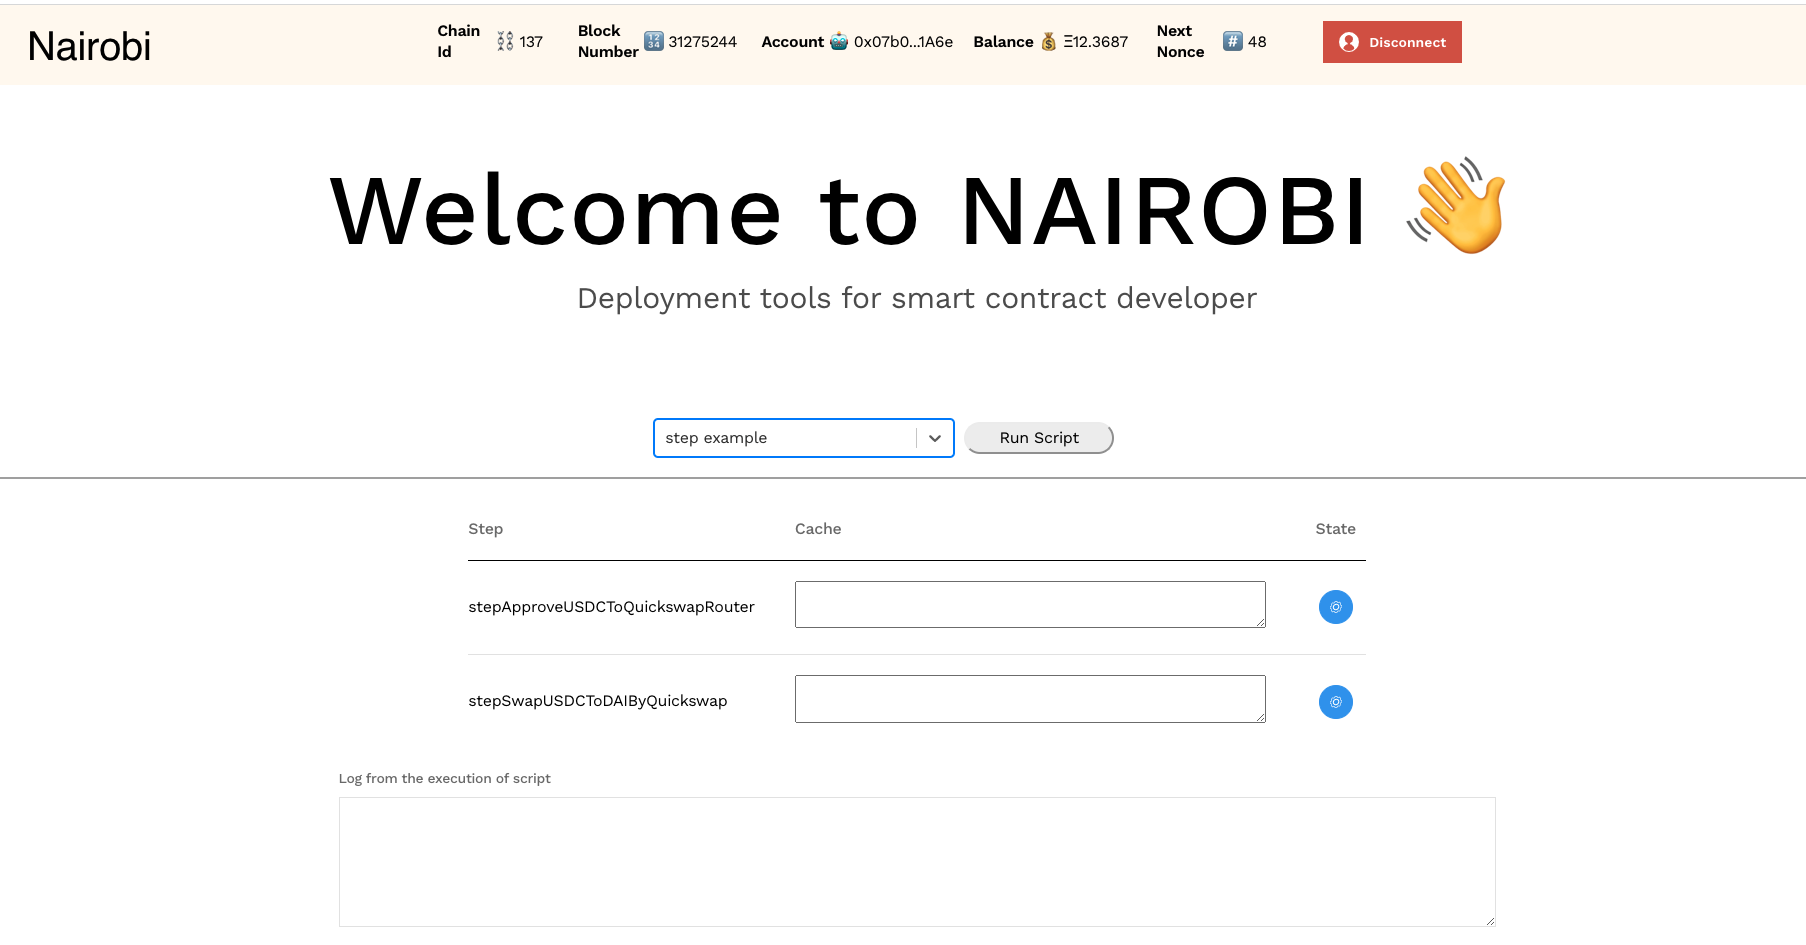 Nairobi
Chain Id 137
Block Number 31275244
Account 0x07b0...1A6e
Balance Ξ12.3687
Next Nonce # 48
Disconnect
Welcome to NAIROBI
Deployment tools for smart contract developer
step example
Run Script
Step Cache State
stepApproveUSDCToQuickswapRouter
stepSwapUSDCToDAIByQuickswap
Log from the execution of script